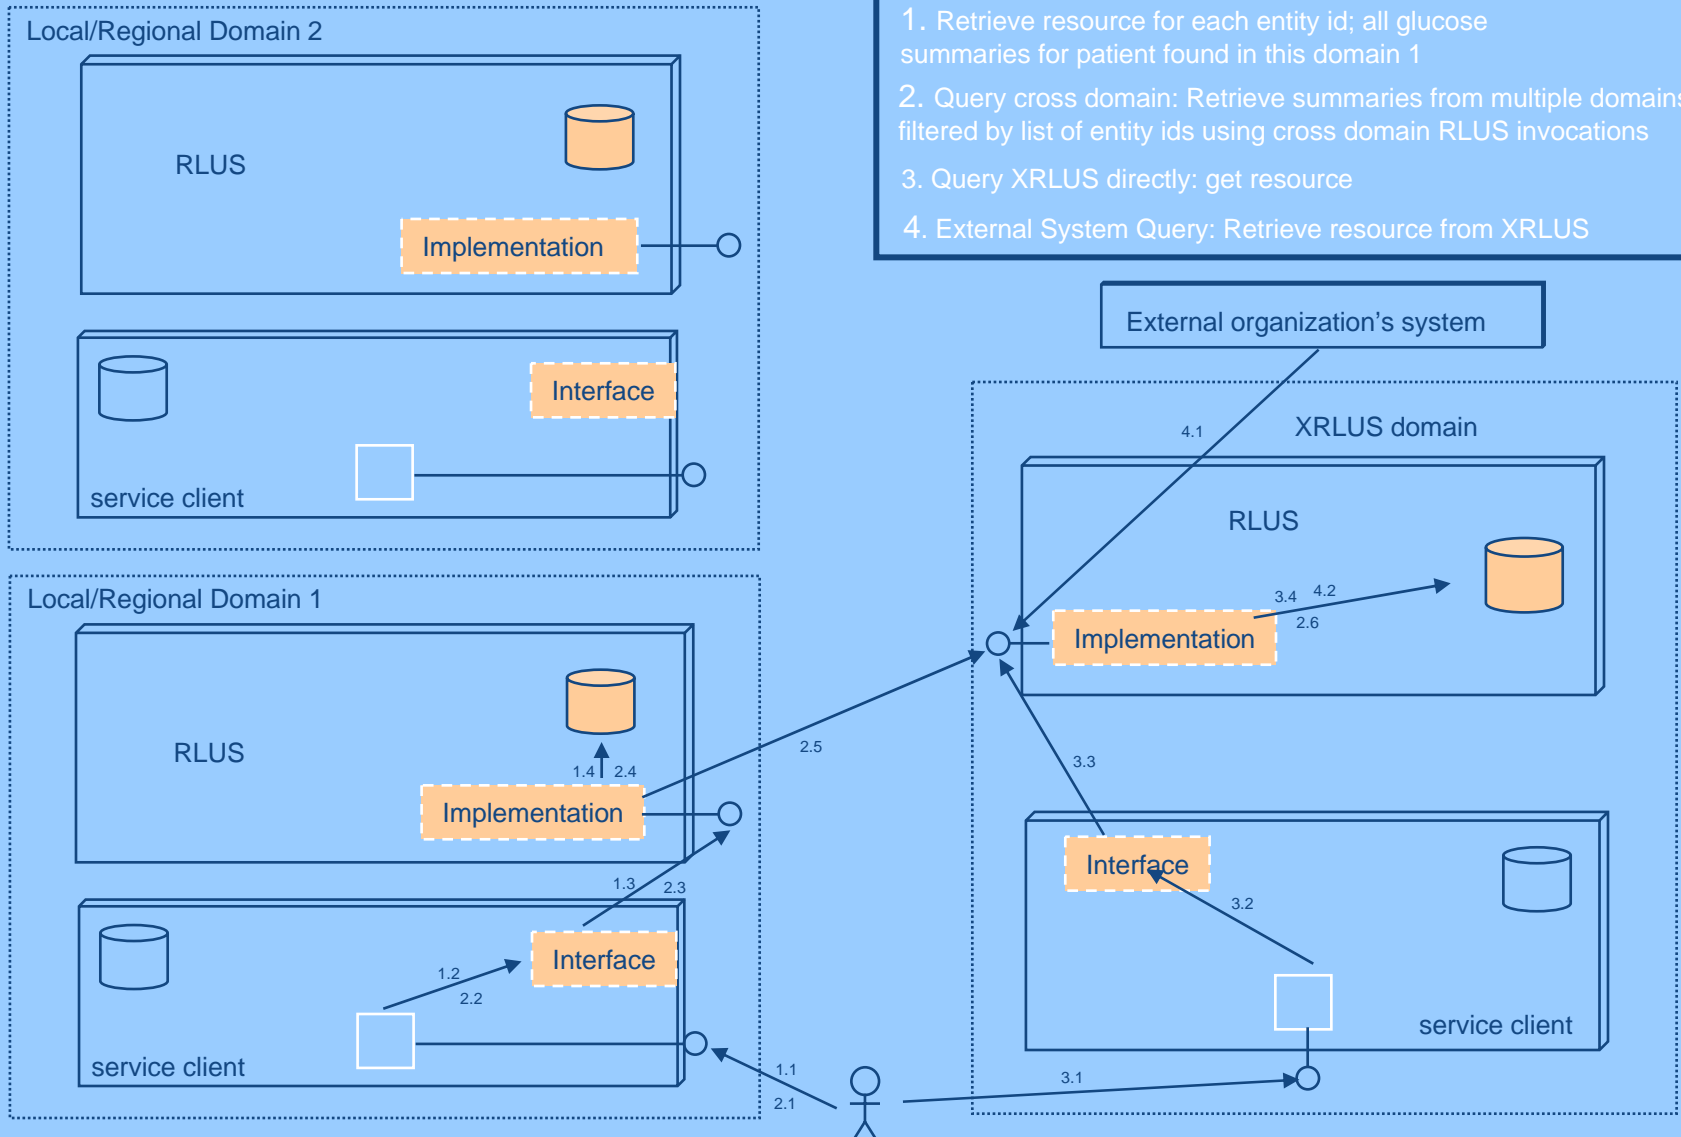 Local/Regional Domain 2
RLUS
Implementation
Interface
service client
1. Retrieve resource for each entity id; all glucose
summaries for patient found in this domain 1
2. Query cross domain: Retrieve summaries from multiple domains
filtered by list of entity ids using cross domain RLUS invocations
3. Query XRLUS directly: get resource
4. External System Query: Retrieve resource from XRLUS
External organization's system
4.1
XRLUS domain
RLUS
3.4 4.2
2.6
Implementation
3.3
Interface
3.2
service client
3.1
Local/Regional Domain 1
RLUS
1.4 2.4
2.5
Implementation
1.3 2.3
Interface
1.2
2.2
service client
1.1
2.1